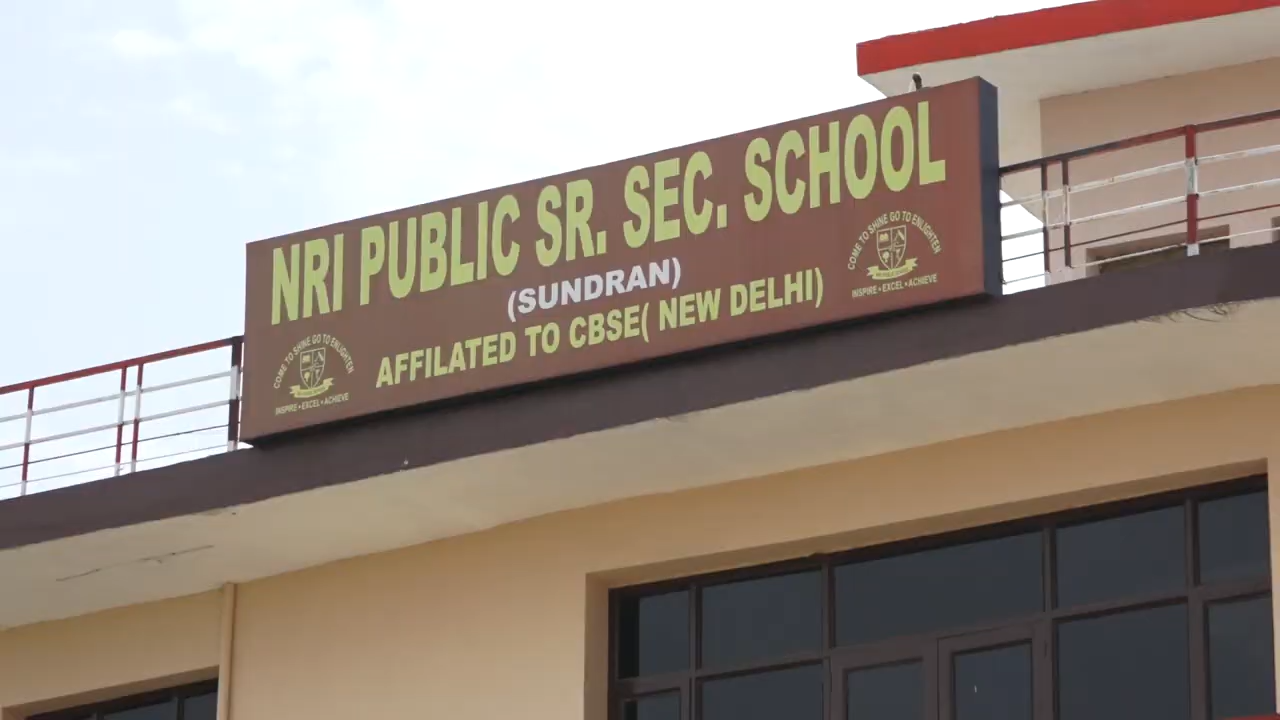 NRI PUBLIC SR. SEC. SCHOOL
(SUNDRAN)
AFFILATED TO CBSE( NEW DELHI)
COME TO SHINE GO TO ENLIGHTEN
INSPIRE • EXCEL • ACHIEVE
COME TO SHINE GO TO ENLIGHTEN
INSPIRE • EXCEL • ACHIEVE